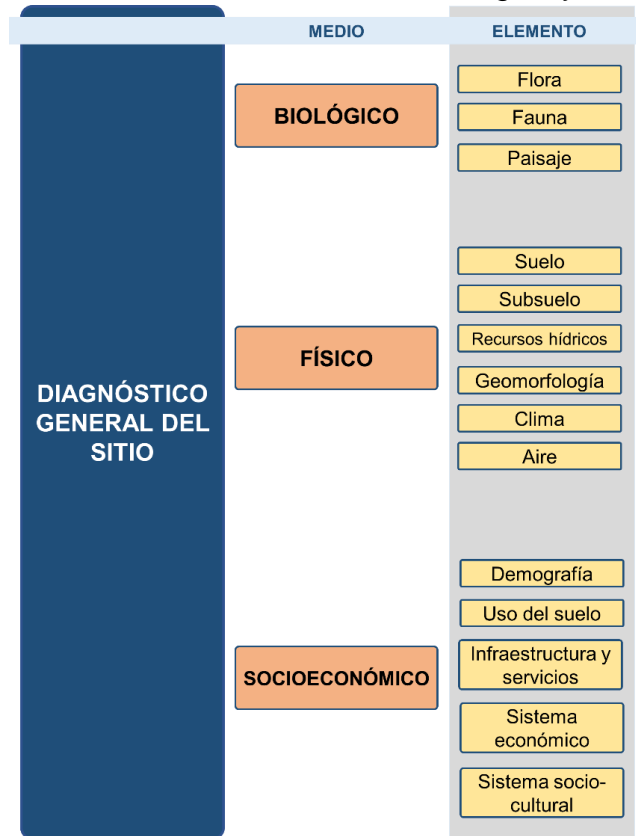 MEDIO
ELEMENTO
DIAGNÓSTICO
GENERAL DEL
SITIO
BIOLÓGICO
Flora
Fauna
Paisaje
FÍSICO
Suelo
Subsuelo
Recursos hídricos
Geomorfología
Clima
Aire
SOCIOECONÓMICO
Demografía
Uso del suelo
Infraestructura y
servicios
Sistema
económico
Sistema socio-
cultural